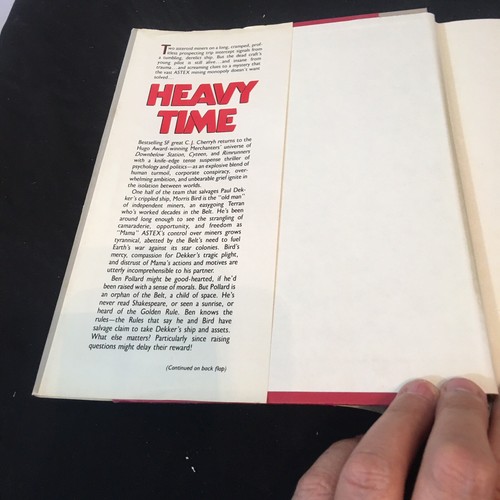 Two asteroid miners on a long, cramped, prof-
itless prospecting trip intercept signals from
a tumbling, derelict ship. But the dead craft's
young pilot is still alive...and insane from
trauma...and screaming clues to a mystery that
the vast ASTEX mining monopoly doesn't want
solved...
HEAVY
TIME
Bestselling SF great C. J. Cherryh returns to the
Hugo Award-winning Merchanters' universe of
Downbelow Station, Cyteen, and Rimrunners
with a knife-edge tense suspense thriller of
psychology and politics—as an explosive blend of
human turmoil, corporate conspiracy, over-
whelming ambition, and unbearable grief ignite in
the isolation between worlds.
One half of the team that salvages Paul Dek-
ker's crippled ship, Morris Bird is the "old man"
of independent miners, an easygoing Terran
who's worked decades in the Belt. He's been
around long enough to see the strangling of
camaraderie, opportunity, and freedom as
"Mama" ASTEX's control over miners grows
tyrannical, abetted by the Belt's need to fuel
Earth's war against its star colonies. Bird's
mercy, compassion for Dekker's tragic plight,
and distrust of Mama's actions and motives are
utterly incomprehensible to his partner.
Ben Pollard might be good-hearted, if he'd
been raised with a sense of morals. But Pollard is
an orphan of the Belt, a child of space. He's
never read Shakespeare, or seen a sunrise, or
heard of the Golden Rule. Ben knows the
rules—the Rules that say he and Bird have
salvage claim to take Dekker's ship and assets.
What else matters? Particularly since raising
questions might delay their reward!
(Continued on back flap)